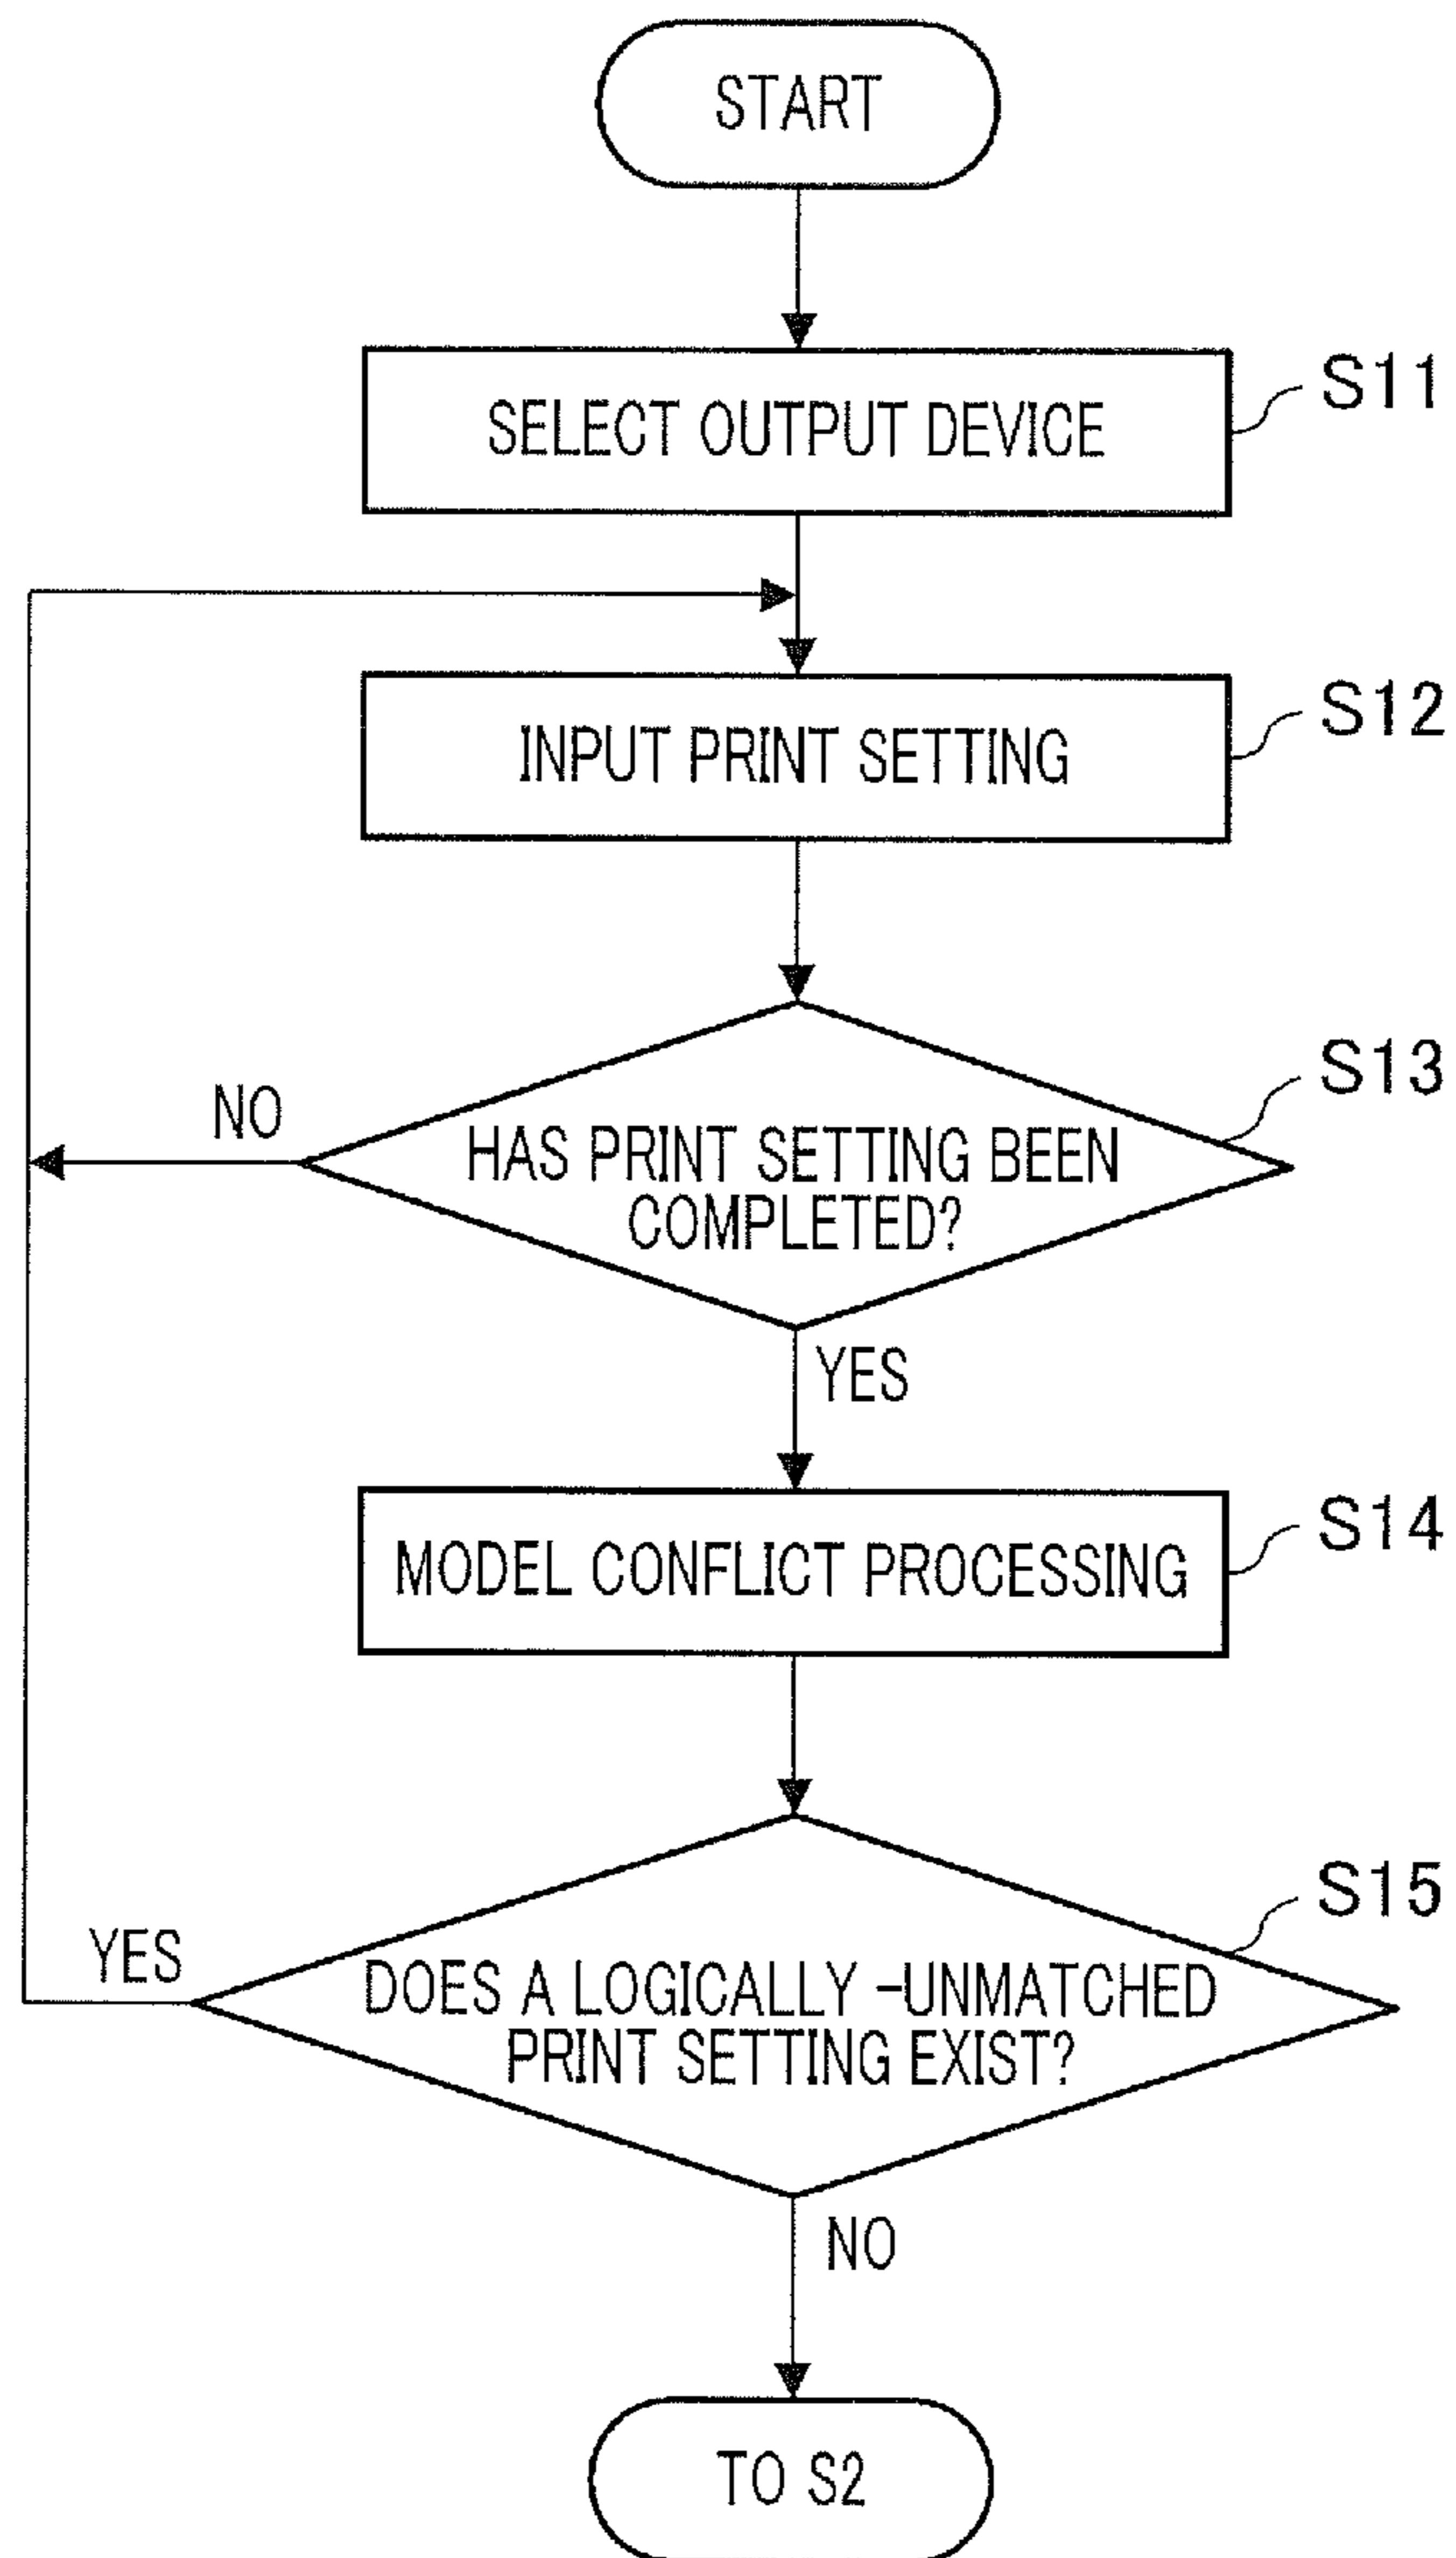 START
SELECT OUTPUT DEVICE
S11
INPUT PRINT SETTING
S12
HAS PRINT SETTING BEEN
COMPLETED?
S13
NO
YES
MODEL CONFLICT PROCESSING
S14
DOES A LOGICALLY -UNMATCHED
PRINT SETTING EXIST?
S15
YES
NO
TO S2